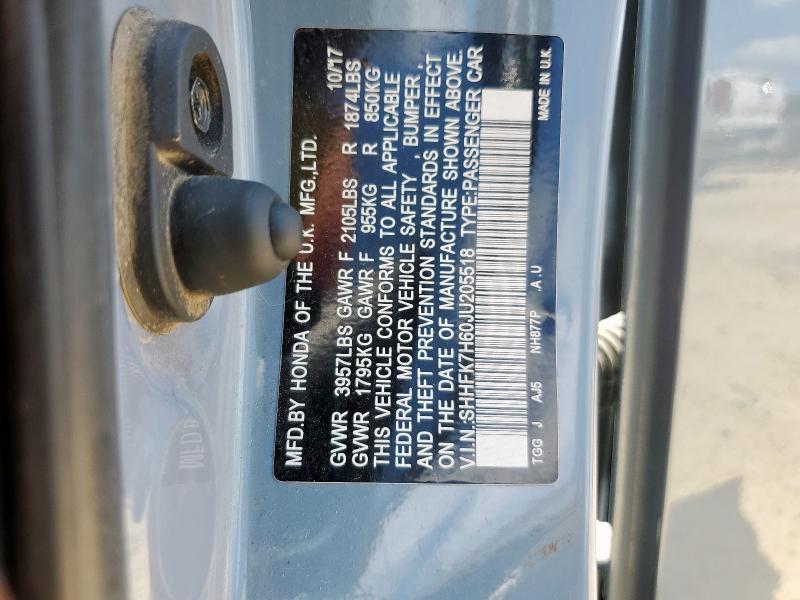 MFD.BY HONDA OF THE U.K. MFG.,LTD. 10/17
GVWR 3957LBS GAWR F 2105LBS R 1874LBS
GVWR 1795KG GAWR F 955KG R 850KG
THIS VEHICLE CONFORMS TO ALL APPLICABLE
FEDERAL MOTOR VEHICLE SAFETY , BUMPER ,
AND THEFT PREVENTION STANDARDS IN EFFECT
ON THE DATE OF MANUFACTURE SHOWN ABOVE.
V.I.N:SHHFK7H60JU205518 TYPE:PASSENGER CAR
TGG J AJ5 NH877P .A.U MADE IN U.K.